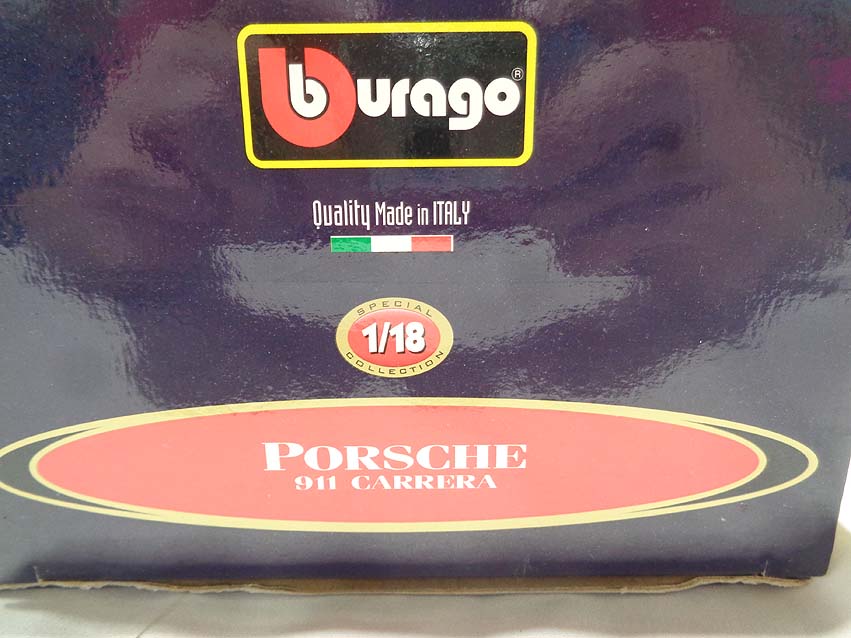 burago®
Quality Made in ITALY
SPECIAL
1/18
COLLECTION
PORSCHE
911 CARRERA